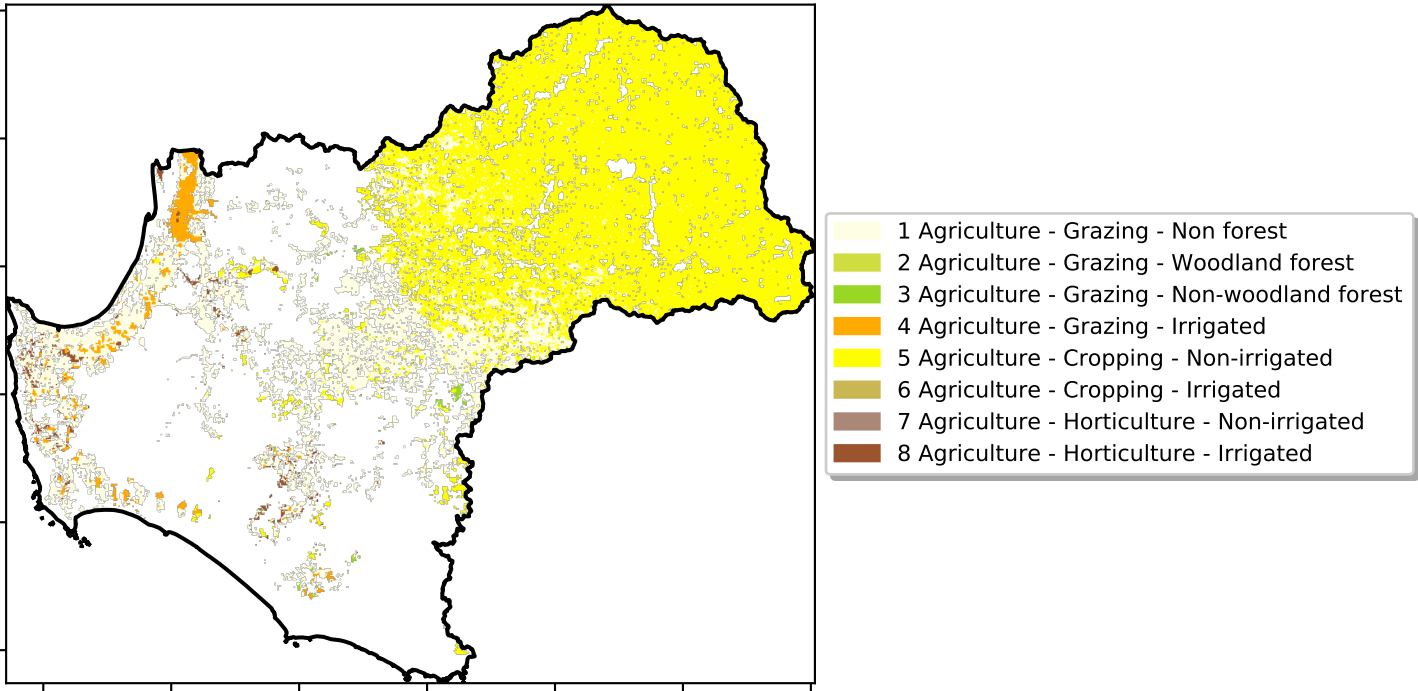 1 Agriculture - Grazing - Non forest
2 Agriculture - Grazing - Woodland forest
3 Agriculture - Grazing - Non-woodland forest
4 Agriculture - Grazing - Irrigated
5 Agriculture - Cropping - Non-irrigated
6 Agriculture - Cropping - Irrigated
7 Agriculture - Horticulture - Non-irrigated
8 Agriculture - Horticulture - Irrigated